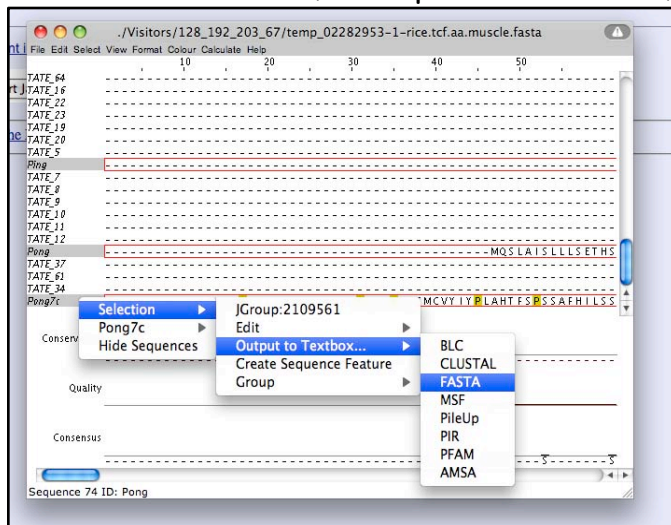 ./Visitors/128_192_203_67/temp_02282953-1-rice.tcf.aa.muscle.fasta
File Edit Select View Format Colour Calculate Help
10 20 30 40 50
TATE_64
TATE_16
TATE_22
TATE_23
TATE_19
TATE_20
TATE_5
Ping
TATE_7
TATE_8
TATE_9
TATE_10
TATE_11
TATE_12
Pong MQSLAISLLLSETHS
TATE_37
TATE_61
TATE_34
Pong7c MCVYIYPLAHTFSPSSAFHILSS
Selection
Pong7c
Hide Sequences
JGroup:2109561
Edit
Output to Textbox...
Create Sequence Feature
Group
BLC
CLUSTAL
FASTA
MSF
PileUp
PIR
PFAM
AMSA
Quality
Consensus
Sequence 74 ID: Pong